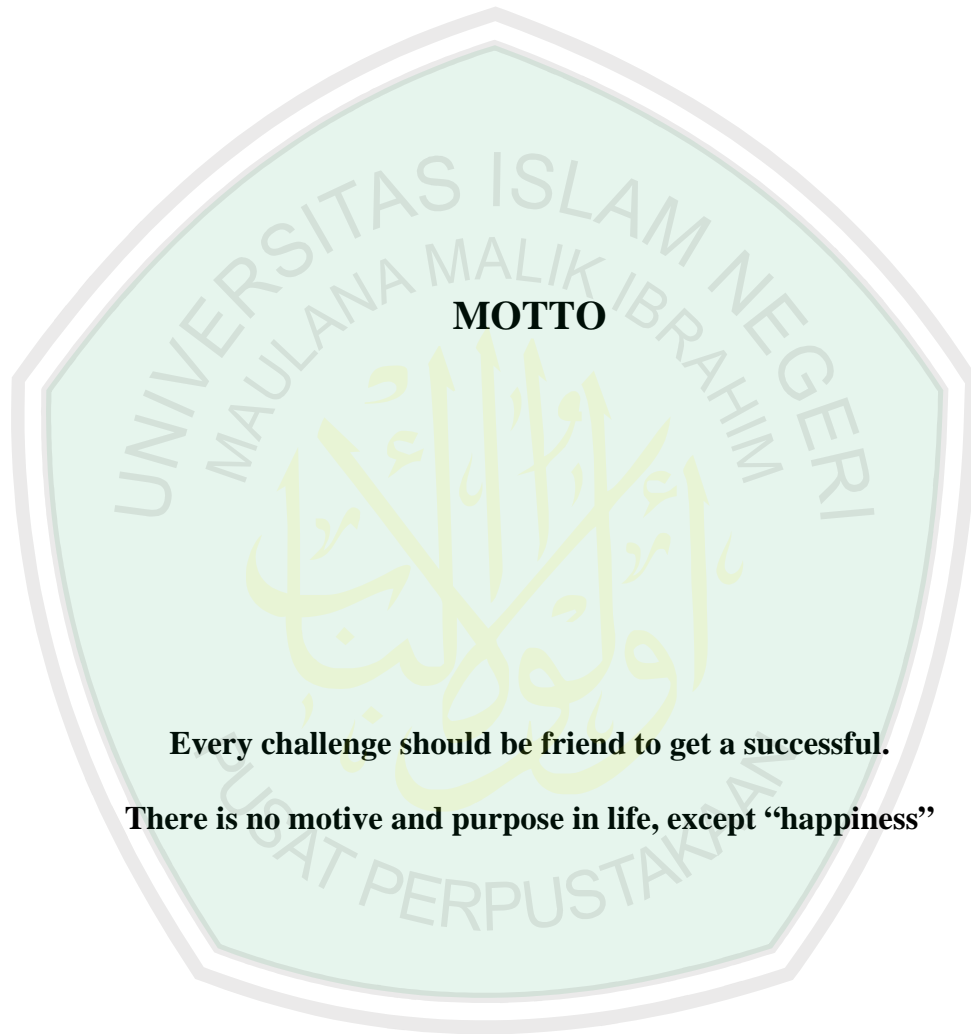 UNIVERSITAS ISLAM NEGERI
MAULANA MALIK IBRAHIM
MOTTO
Every challenge should be friend to get a successful.
There is no motive and purpose in life, except “happiness”
PUSAT PERPUSTAKAAN